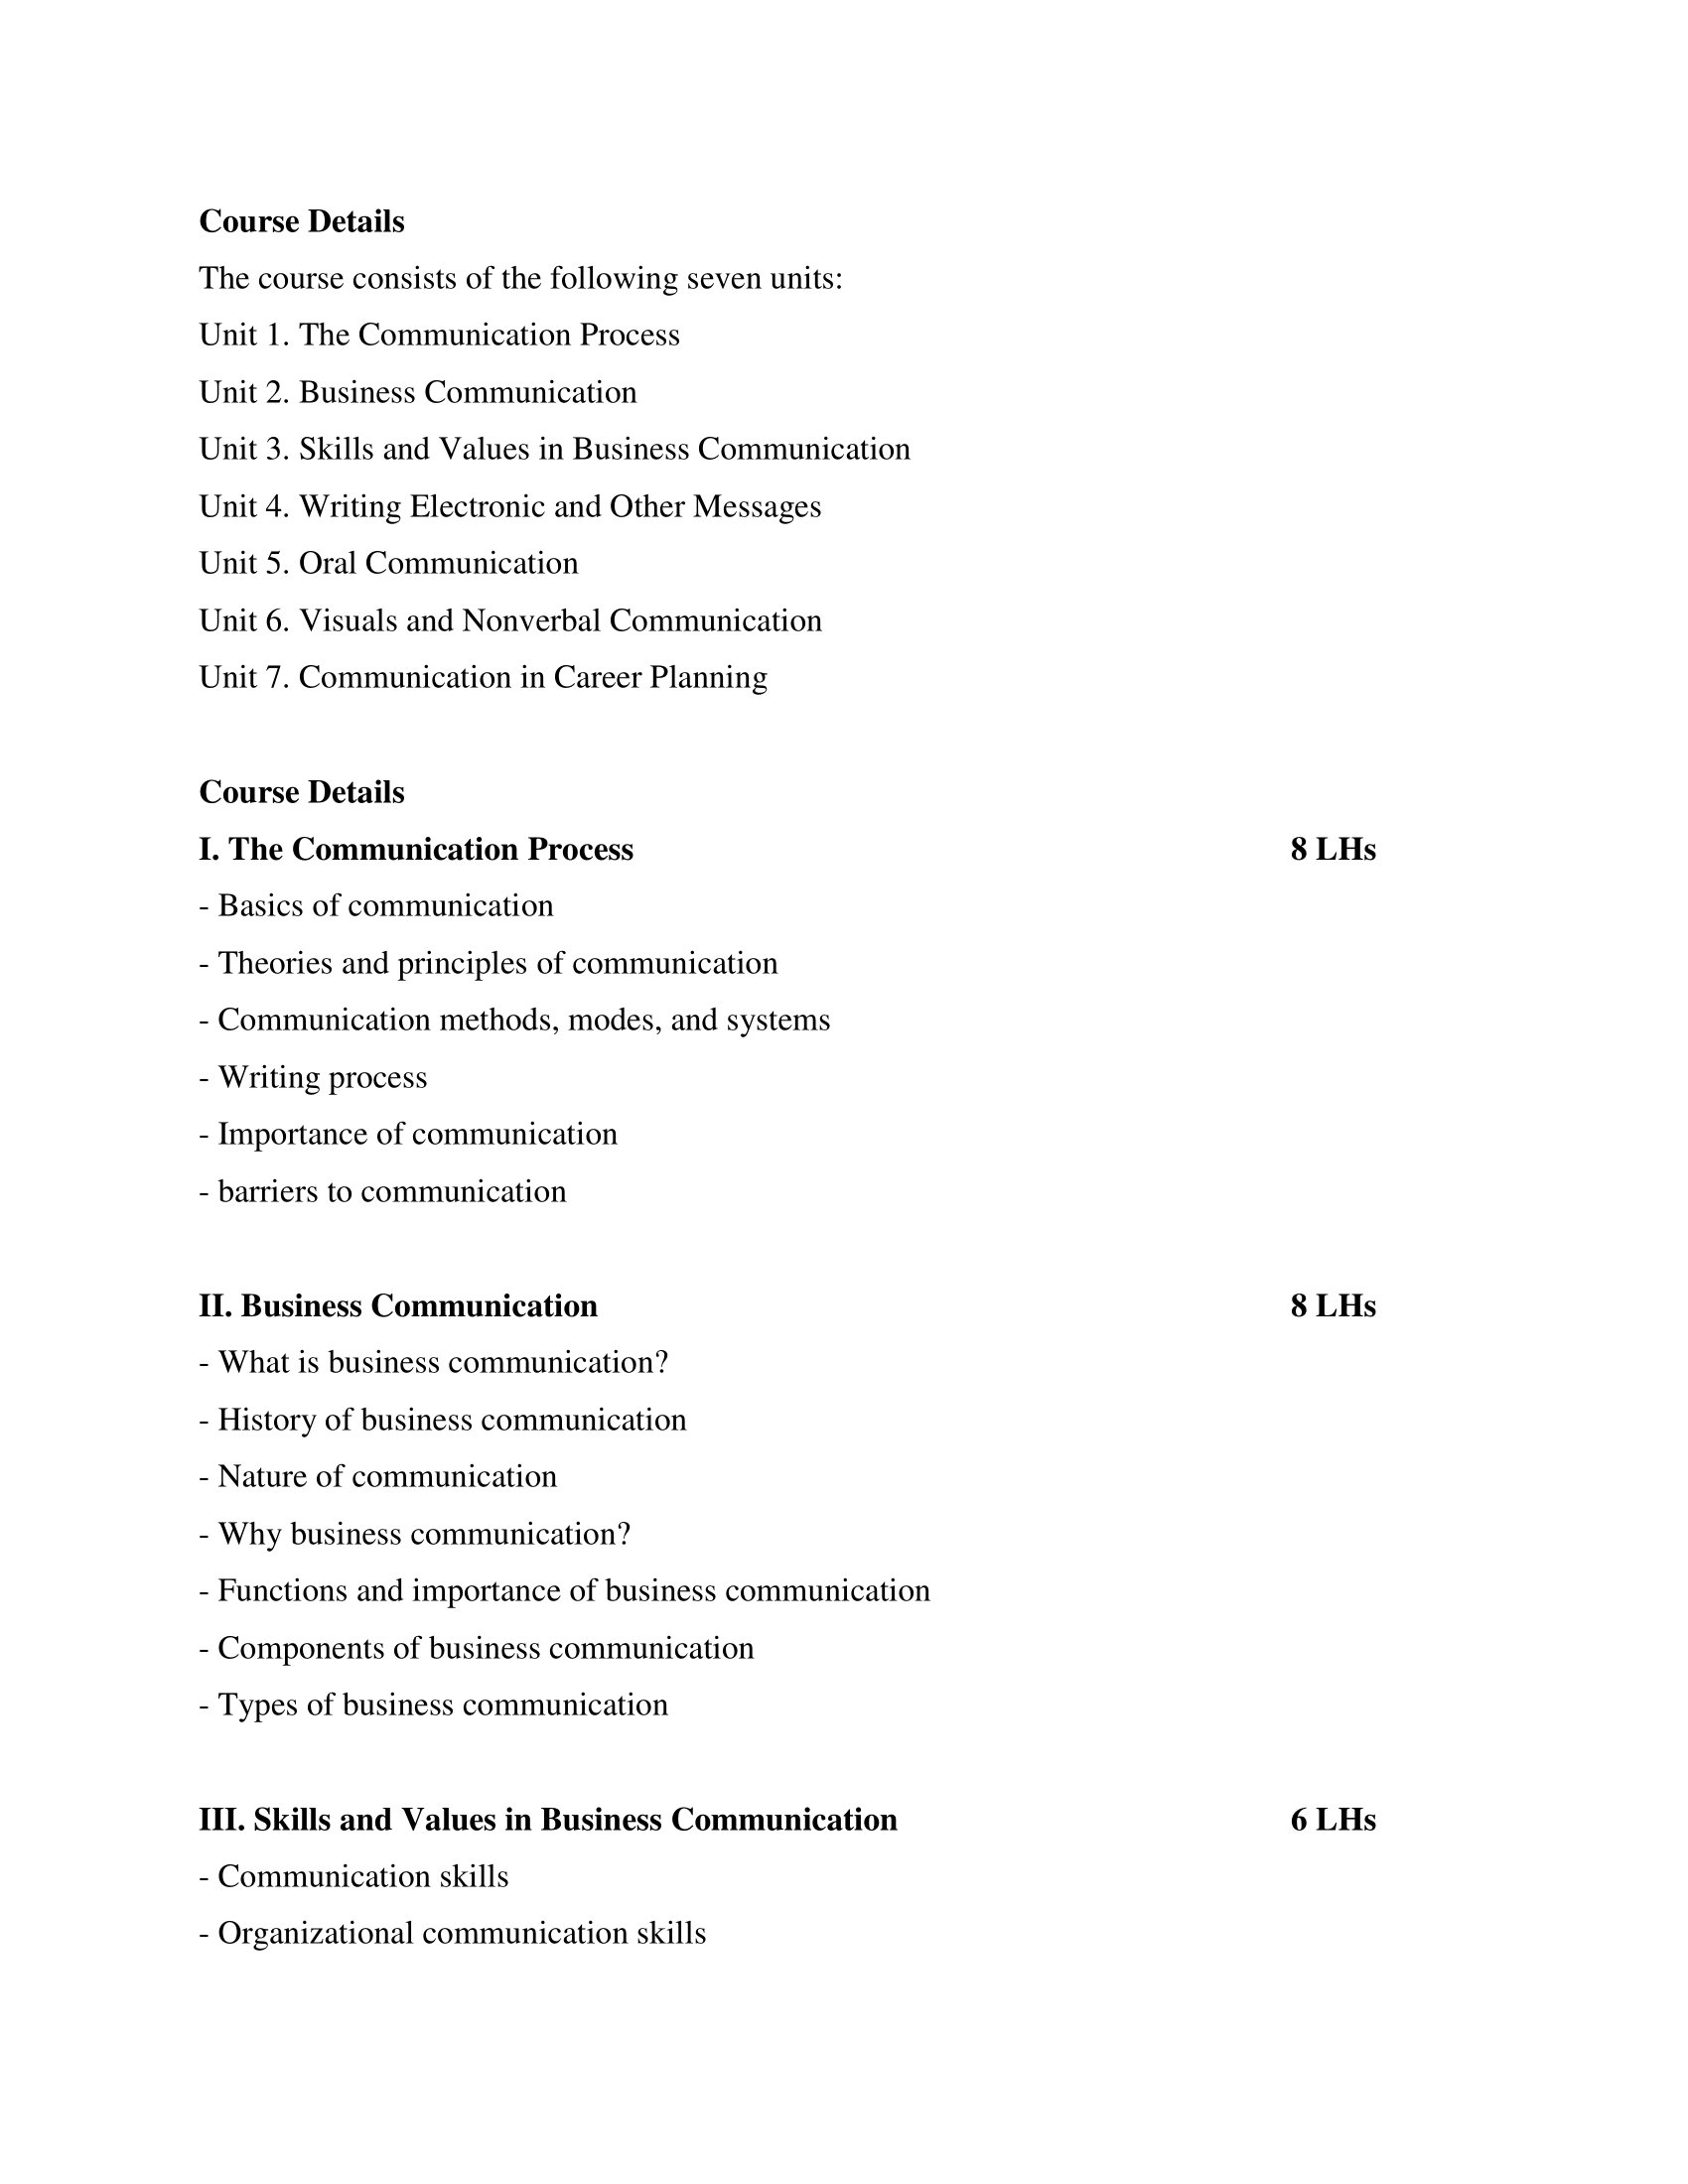 Course Details
The course consists of the following seven units:
Unit 1. The Communication Process
Unit 2. Business Communication
Unit 3. Skills and Values in Business Communication
Unit 4. Writing Electronic and Other Messages
Unit 5. Oral Communication
Unit 6. Visuals and Nonverbal Communication
Unit 7. Communication in Career Planning
Course Details
I. The Communication Process 8 LHs
- Basics of communication
- Theories and principles of communication
- Communication methods, modes, and systems
- Writing process
- Importance of communication
- barriers to communication
II. Business Communication 8 LHs
- What is business communication?
- History of business communication
- Nature of communication
- Why business communication?
- Functions and importance of business communication
- Components of business communication
- Types of business communication
III. Skills and Values in Business Communication 6 LHs
- Communication skills
- Organizational communication skills